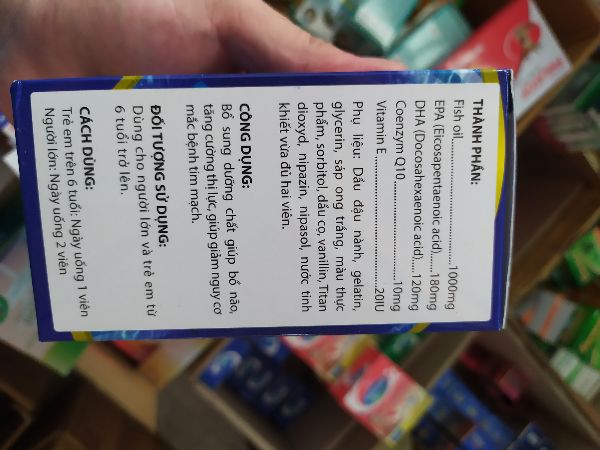 THÀNH PHẦN:
Fish oil..............................1000mg
EPA (Eicosapentaenoic acid).....180mg
DHA (Docosahexaenoic acid)....120mg
Coenzym Q10......................10mg
Vitamin E............................20IU
Phụ liệu: Dầu đậu nành, gelatin,
glycerin, sáp ong trắng, màu thực
phẩm, sorbitol, dầu cọ, vanillin, Titan
dioxyd, nipazin, nipasol, nước tinh
khiết vừa đủ hai viên.
CÔNG DỤNG:
Bổ sung dưỡng chất giúp bổ não,
tăng cường thị lực, giúp giảm nguy cơ
mắc bệnh tim mạch.
ĐỐI TƯỢNG SỬ DỤNG:
Dùng cho người lớn và trẻ em từ
6 tuổi trở lên.
CÁCH DÙNG:
Trẻ em trên 6 tuổi: Ngày uống 1 viên
Người lớn: Ngày uống 2 viên